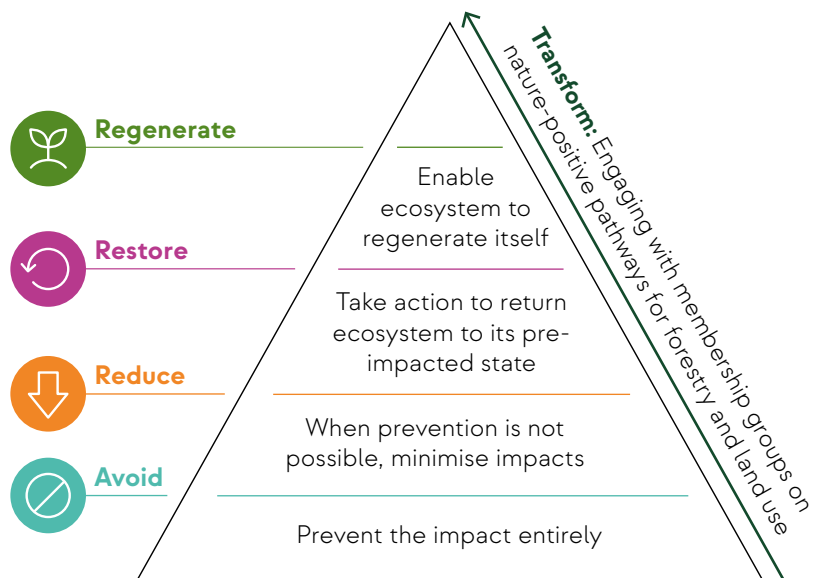 Regenerate
Enable
ecosystem to
regenerate itself
Restore
Take action to return
ecosystem to its pre-
impacted state
Reduce
When prevention is not
possible, minimise impacts
Avoid
Prevent the impact entirely
Transform: Engaging with membership groups on
nature-positive pathways for forestry and land use